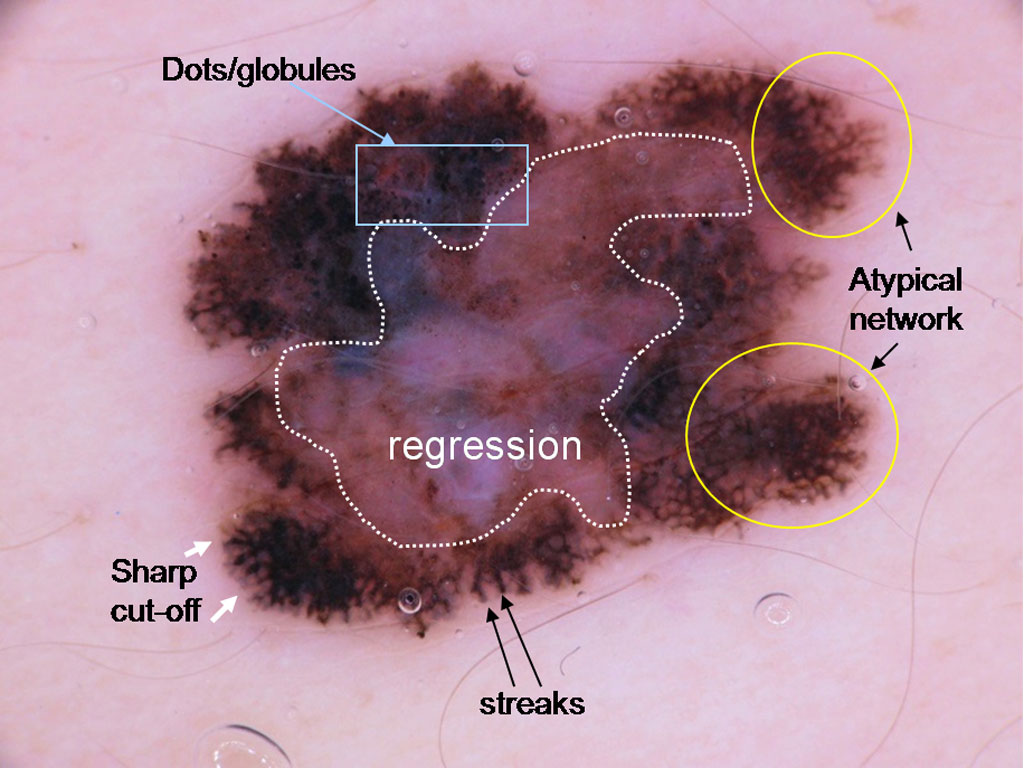 Dots/globules
Atypical
network
regression
Sharp
cut-off
streaks